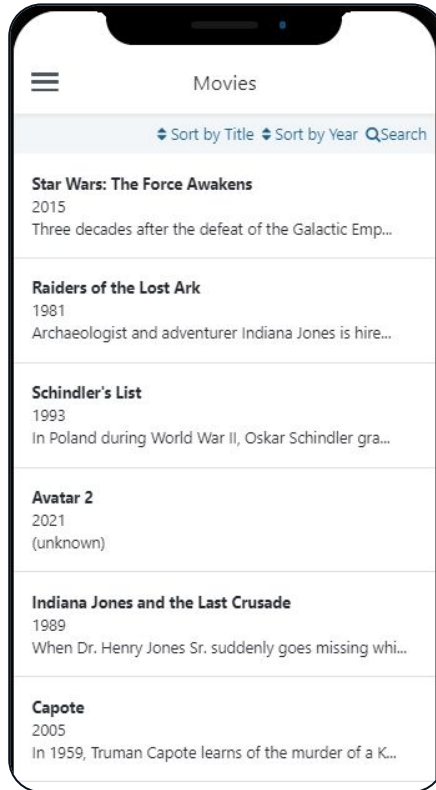 Movies
Sort by Title Sort by Year Search
Star Wars: The Force Awakens
2015
Three decades after the defeat of the Galactic Emp...
Raiders of the Lost Ark
1981
Archaeologist and adventurer Indiana Jones is hire...
Schindler's List
1993
In Poland during World War II, Oskar Schindler gra...
Avatar 2
2021
(unknown)
Indiana Jones and the Last Crusade
1989
When Dr. Henry Jones Sr. suddenly goes missing whi...
Capote
2005
In 1959, Truman Capote learns of the murder of a K...